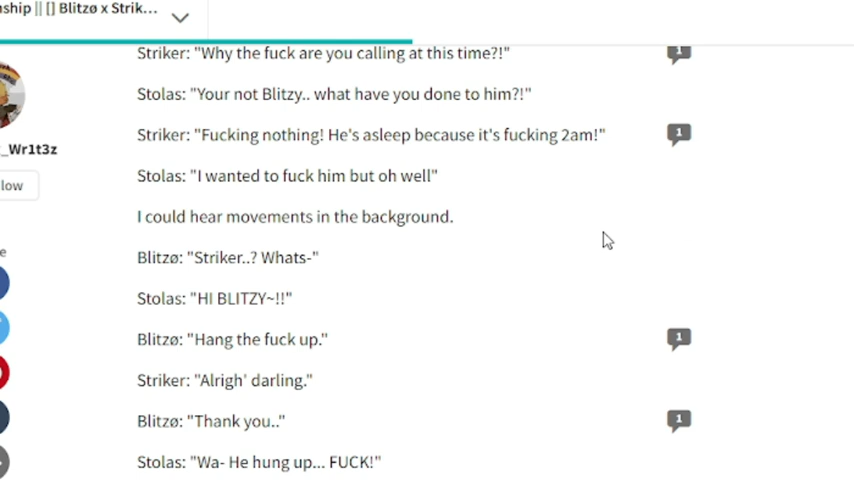 ship || [] Blitzø x Strik...
Striker: "Why the fuck are you calling at this time?!"
1
Stolas: "Your not Blitzy.. what have you done to him?!"
Striker: "Fucking nothing! He's asleep because it's fucking 2am!"
1
_Wr1t3z
Stolas: "I wanted to fuck him but oh well"
low
I could hear movements in the background.
e
Blitzø: "Striker..? Whats-"
Stolas: "HI BLITZY~!!"
Blitzø: "Hang the fuck up."
1
Striker: "Alrigh' darling."
Blitzø: "Thank you.."
1
Stolas: "Wa- He hung up... FUCK!"